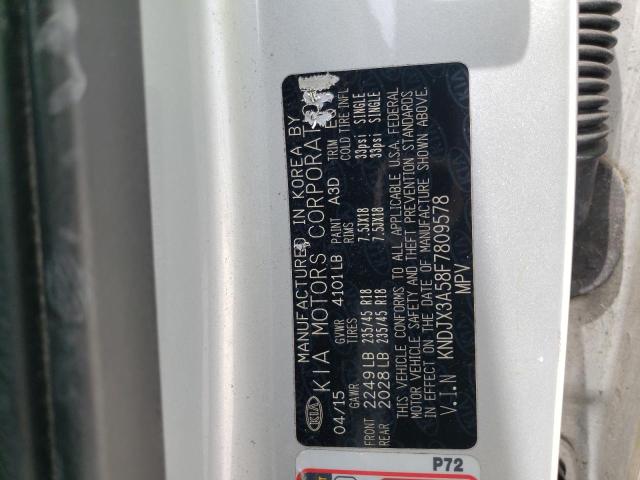 MANUFACTURED IN KOREA BY
KIA KIA MOTORS CORPORAT
04/15 GVWR 4101LB PAINT A3D TRIM
GAWR TIRES RIMS COLD TIRE INFL.
FRONT 2249LB 235/45 R18 7.5JX18 33psi SINGLE
REAR 2028LB 235/45 R18 7.5JX18 33psi SINGLE
THIS VEHICLE CONFORMS TO ALL APPLICABLE U.S.A. FEDERAL
MOTOR VEHICLE SAFETY AND THEFT PREVENTION STANDARDS
IN EFFECT ON THE DATE OF MANUFACTURE SHOWN ABOVE.
V.I.N KNDJX3A58F7809578
MPV
P72